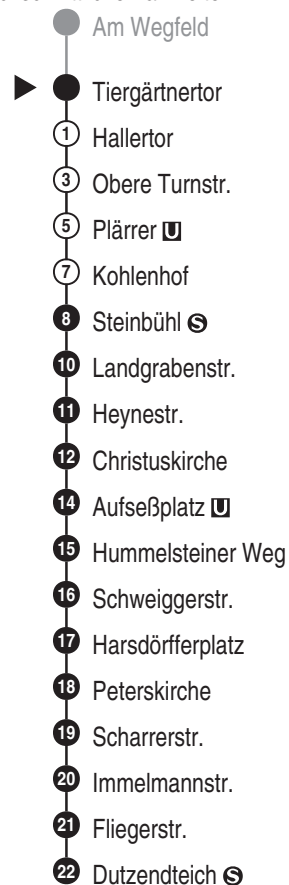 Am Wegfeld
Tiergärtnertor
1 Hallertor
3 Obere Turnstr.
5 Plärrer U
7 Kohlenhof
8 Steinbühl S
10 Landgrabenstr.
11 Heynestr.
12 Christuskirche
14 Aufseßplatz U
15 Hummelsteiner Weg
16 Schweiggerstr.
17 Harsdörfferplatz
18 Peterskirche
19 Scharrerstr.
20 Immelmannstr.
21 Fliegerstr.
22 Dutzendteich S